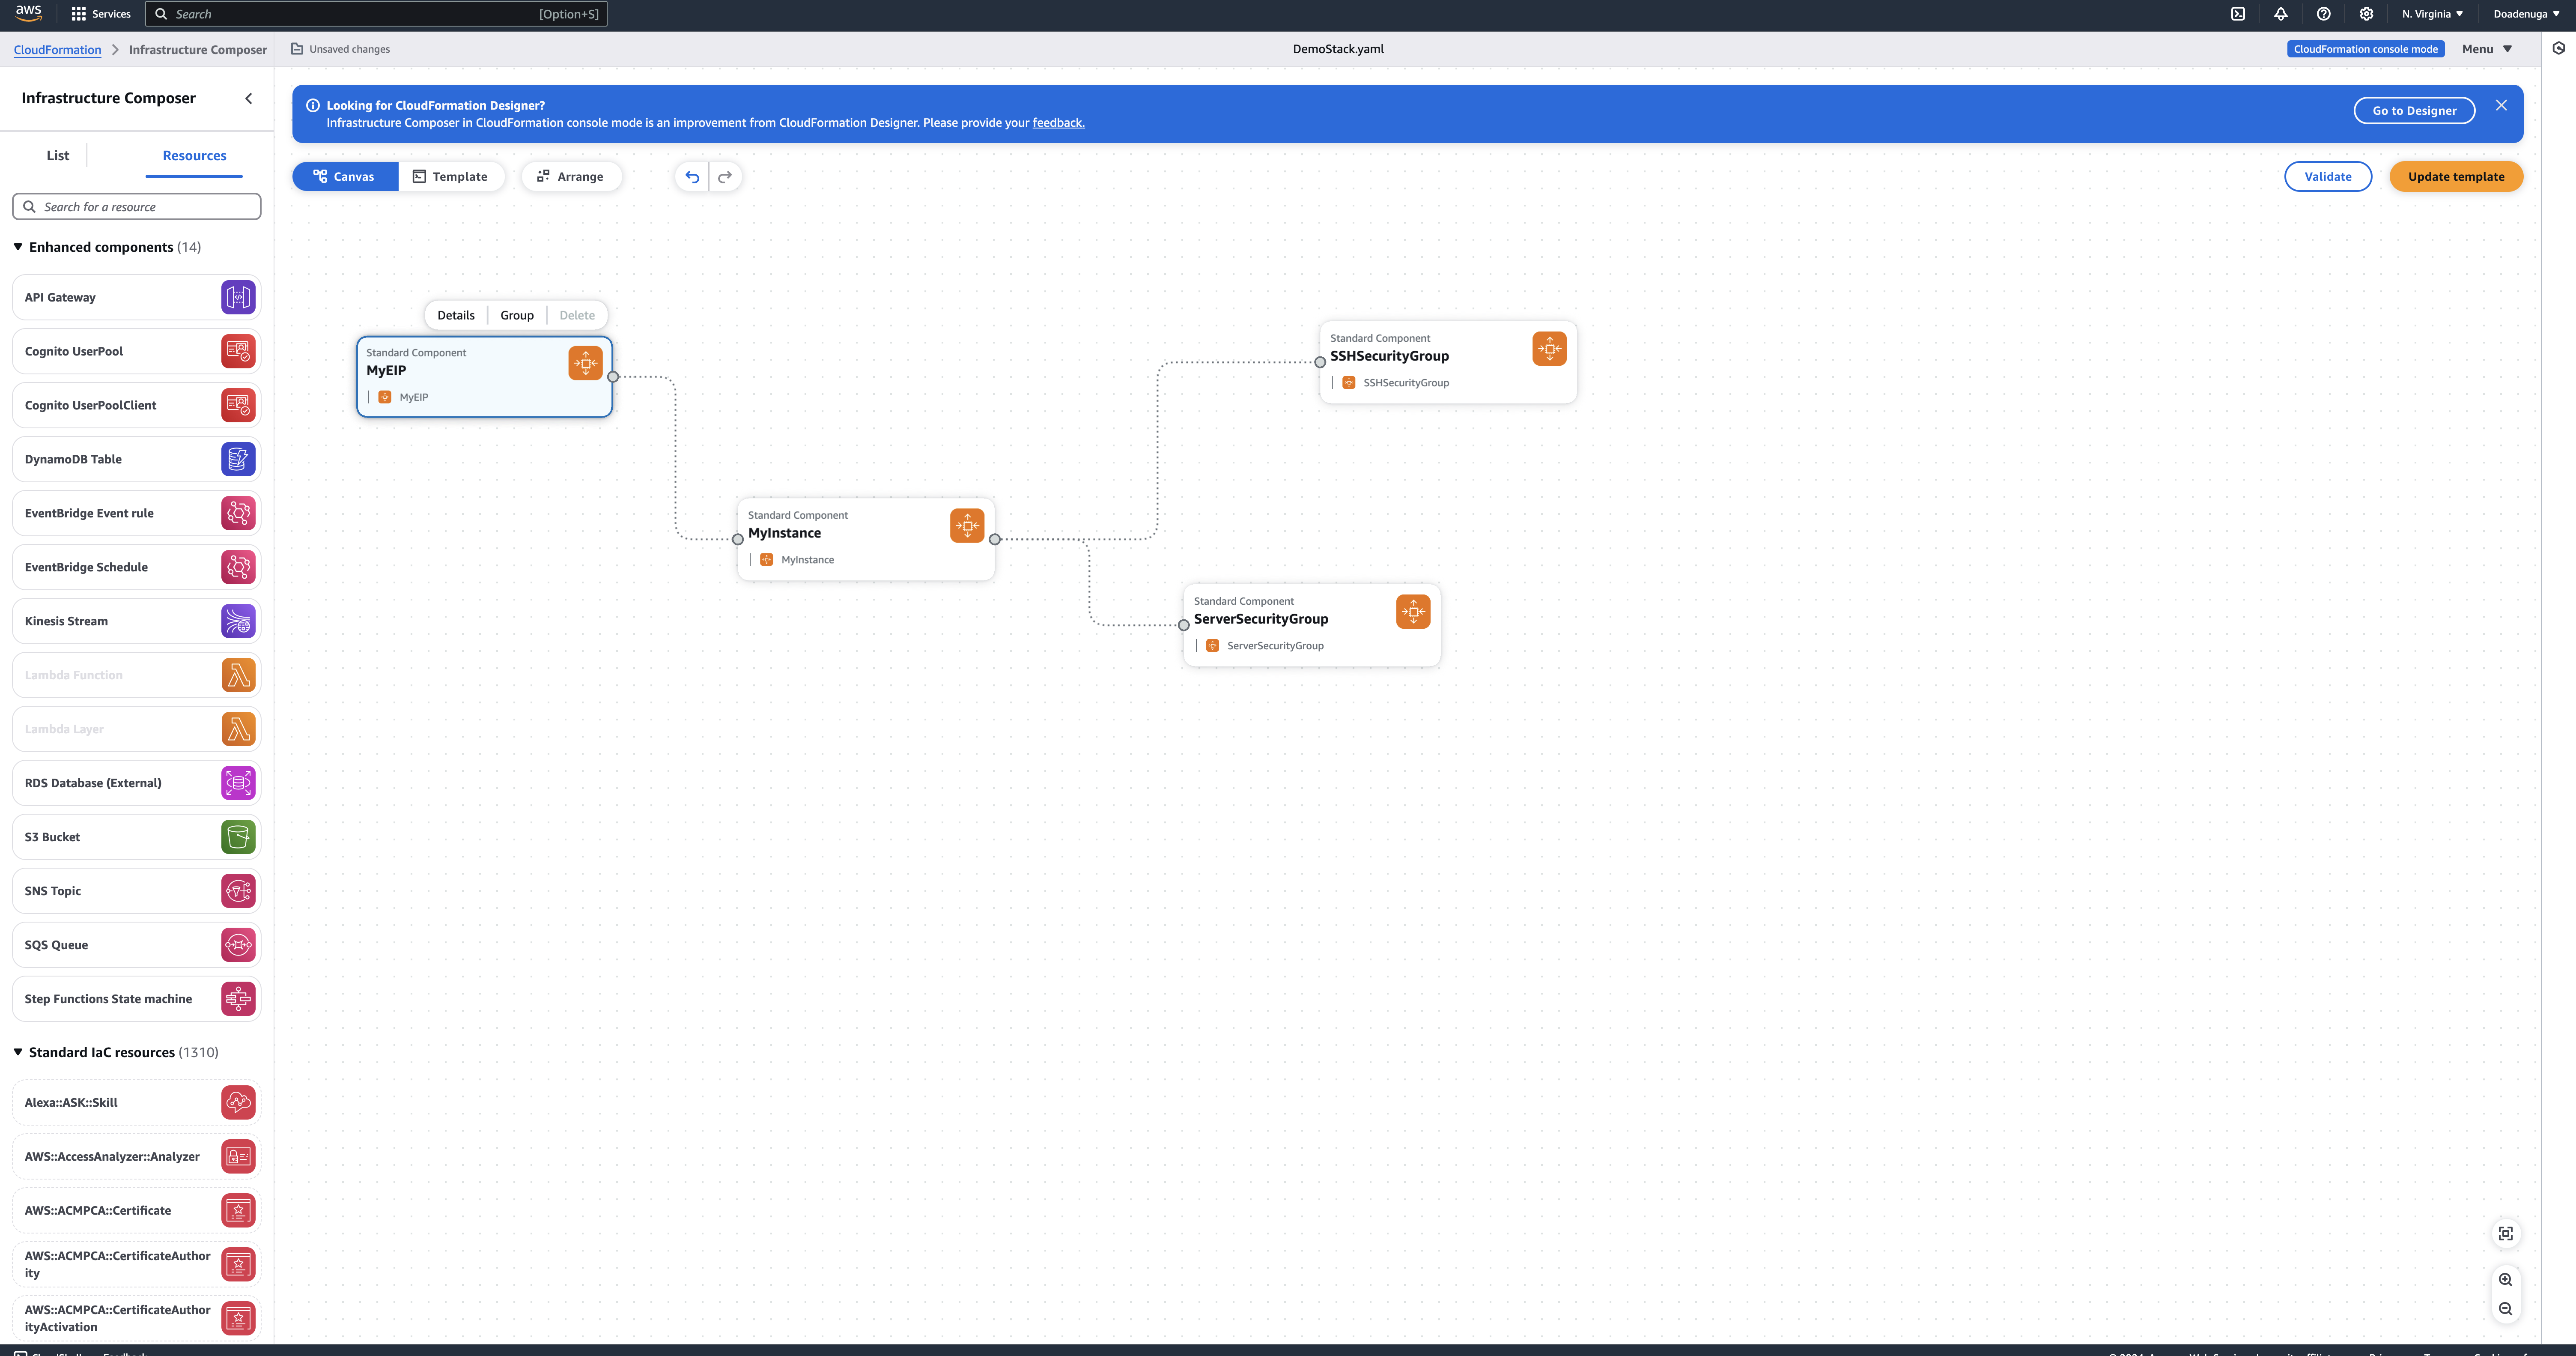 aws
Services
Search
[Option+S]
N. Virginia
Doadenuga
CloudFormation
Infrastructure Composer
Unsaved changes
DemoStack.yaml
CloudFormation console mode
Menu
Infrastructure Composer
List
Resources
Search for a resource
Enhanced components (14)
API Gateway
Cognito UserPool
Cognito UserPoolClient
DynamoDB Table
EventBridge Event rule
EventBridge Schedule
Kinesis Stream
Lambda Function
Lambda Layer
RDS Database (External)
S3 Bucket
SNS Topic
SQS Queue
Step Functions State machine
Standard IaC resources (1310)
Alexa::ASK::Skill
AWS::AccessAnalyzer::Analyzer
AWS::ACMPCA::Certificate
AWS::ACMPCA::CertificateAuthor
ity
AWS::ACMPCA::CertificateAuthor
ityActivation
Looking for CloudFormation Designer?
Infrastructure Composer in CloudFormation console mode is an improvement from CloudFormation Designer. Please provide your feedback.
Go to Designer
Canvas
Template
Arrange
Validate
Update template
Details
Group
Delete
Standard Component
MyEIP
MyEIP
Standard Component
SSHSecurityGroup
SSHSecurityGroup
Standard Component
MyInstance
MyInstance
Standard Component
ServerSecurityGroup
ServerSecurityGroup